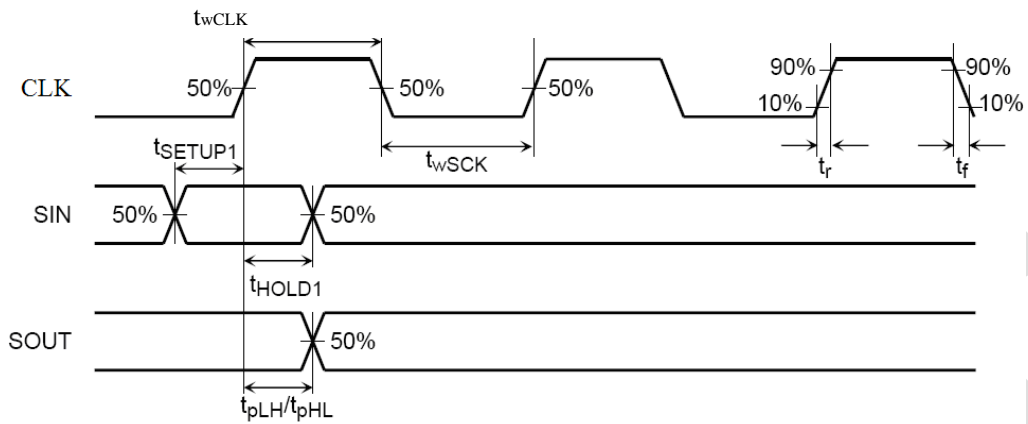 twCLK
CLK 50% 50% 50% 90% 90%
10% 10%
tSETUP1 twSCK tr tf
SIN 50% 50%
tHOLD1
SOUT 50%
tpLH/tpHL